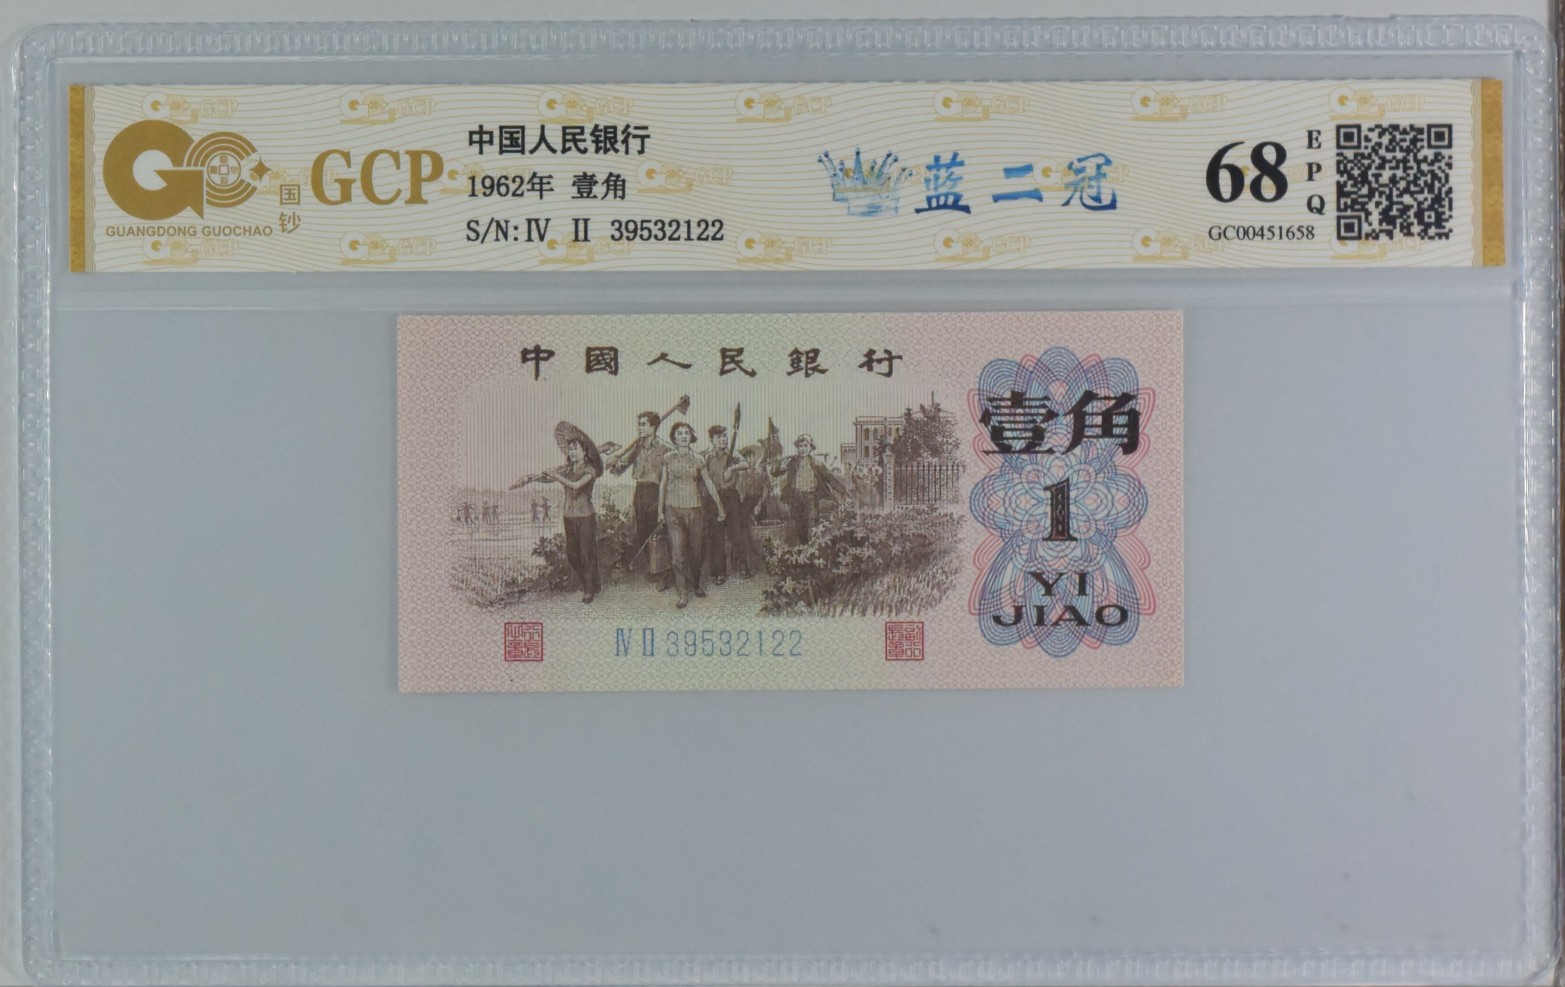 GCP
国
钞
GUANGDONG GUOCHAO
中国人民银行
1962年 壹角
S/N:Ⅳ Ⅱ 39532122
蓝二冠
68
EPQ
GC00451658
中國人民銀行
壹角
1
YI
JIAO
Ⅳ Ⅱ 39532122